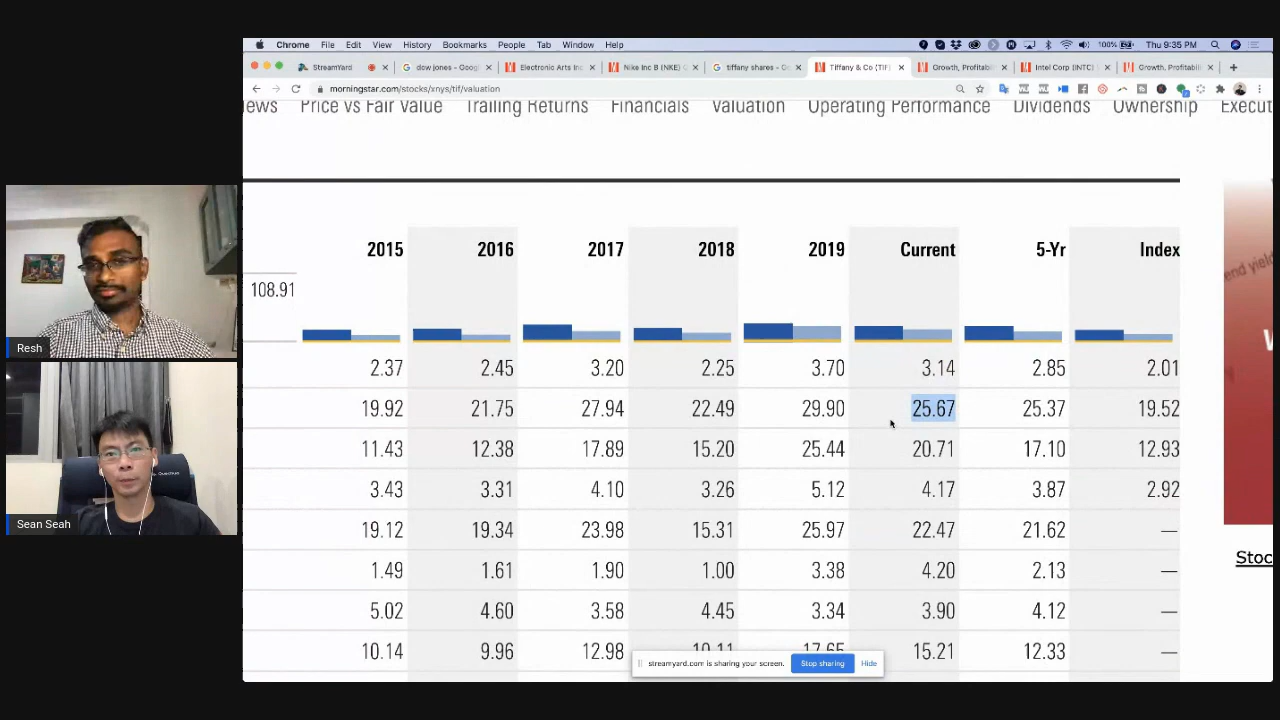 Chrome File Edit View History Bookmarks People Tab Window Help 100% Thu 9:35 PM
StreamYard dow jones - Googl Electronic Arts Inc Nike Inc B (NKE) tiffany shares - Go Tiffany & Co (TIF Growth, Profitabi Intel Corp (INTC) Growth, Profitabili
morningstar.com/stocks/xnys/tif/valuation
ews Price vs Fair Value Trailing Returns Financials Valuation Operating Performance Dividends Ownership Execut
2015 2016 2017 2018 2019 Current 5-Yr Index
108.91
2.37 2.45 3.20 2.25 3.70 3.14 2.85 2.01
19.92 21.75 27.94 22.49 29.90 25.67 25.37 19.52
11.43 12.38 17.89 15.20 25.44 20.71 17.10 12.93
3.43 3.31 4.10 3.26 5.12 4.17 3.87 2.92
19.12 19.34 23.98 15.31 25.97 22.47 21.62 —
1.49 1.61 1.90 1.00 3.38 4.20 2.13 —
5.02 4.60 3.58 4.45 3.34 3.90 4.12 —
10.14 9.96 12.98 10.11 17.65 15.21 12.33 —
streamyard.com is sharing your screen. Stop sharing Hide
end yield
Stoc
Resh
Sean Seah